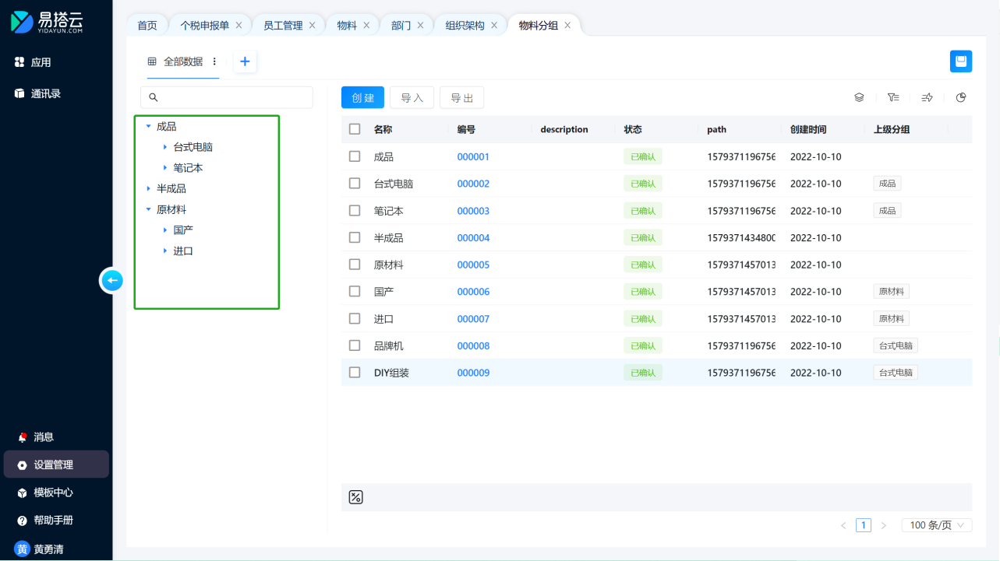 易搭云
YIDAYUN.COM
应用
通讯录
消息
设置管理
模板中心
帮助手册
黄 黄勇清
首页 个税申报单 员工管理 物料 部门 组织架构 物料分组
全部数据
成品
台式电脑
笔记本
半成品
原材料
国产
进口
创建 导入 导出
名称 编号 description 状态 path 创建时间 上级分组
成品 000001 已确认 157937119675 2022-10-10
台式电脑 000002 已确认 157937119675 2022-10-10 成品
笔记本 000003 已确认 157937119675 2022-10-10 成品
半成品 000004 已确认 157937143480 2022-10-10
原材料 000005 已确认 1579371457013 2022-10-10
国产 000006 已确认 1579371457013 2022-10-10 原材料
进口 000007 已确认 1579371457013 2022-10-10 原材料
品牌机 000008 已确认 157937119675 2022-10-10 台式电脑
DIY组装 000009 已确认 157937119675 2022-10-10 台式电脑
1 100 条/页